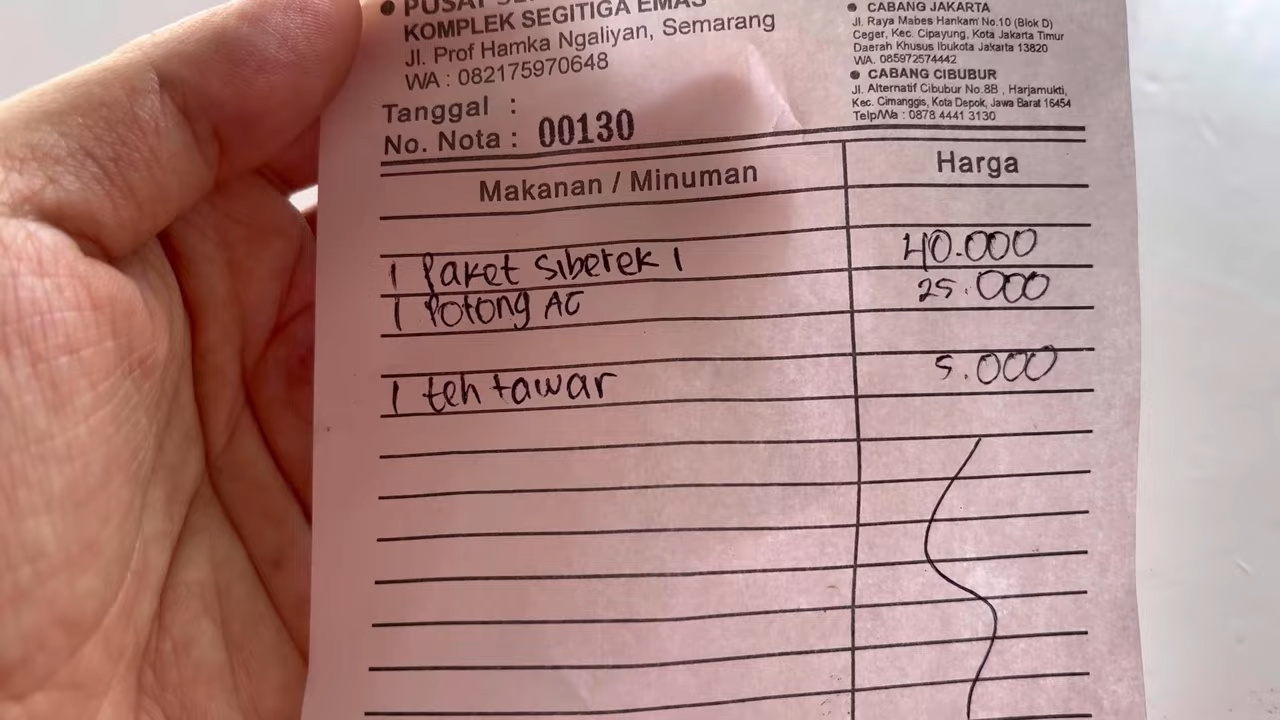 ● PUSAT
KOMPLEK SEGITIGA EMAS
Jl. Prof Hamka Ngaliyan, Semarang
WA : 082175970648
● CABANG JAKARTA
Jl. Raya Mabes Hankam No.10 (Blok D)
Ceger, Kec. Cipayung, Kota Jakarta Timur
Daerah Khusus Ibukota Jakarta 13820
WA. 085972574442
● CABANG CIBUBUR
Jl. Alternatif Cibubur No.8B , Harjamukti,
Kec. Cimanggis, Kota Depok, Jawa Barat 16454
Telp/Wa : 0878 4441 3130
Tanggal :
No. Nota : 00130
Makanan / Minuman Harga
1 Paket Siberek 1 40.000
1 Potong AC 25.000
1 teh tawar 5.000